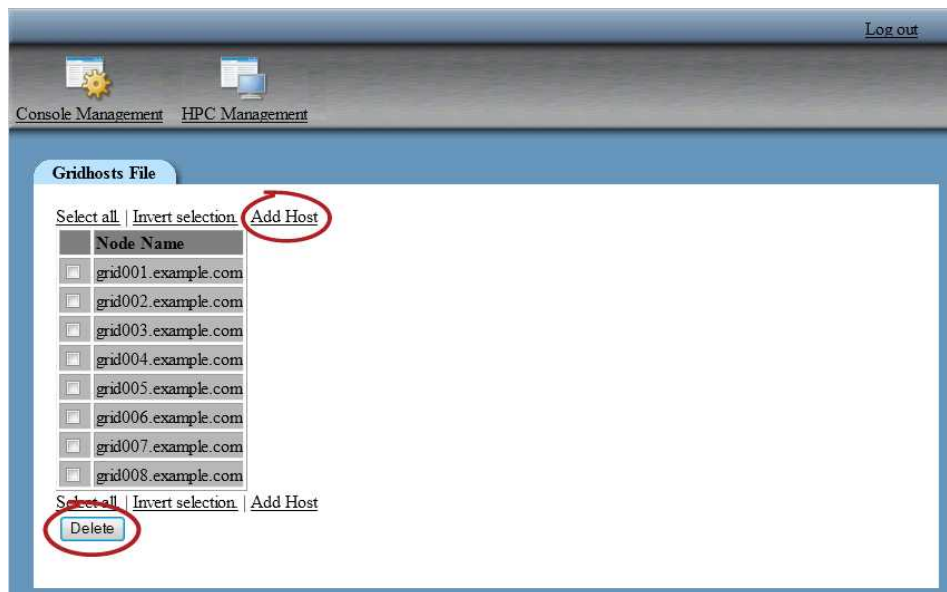 Log out
Console Management HPC Management
Gridhosts File
Select all | Invert selection Add Host
Node Name
grid001.example.com
grid002.example.com
grid003.example.com
grid004.example.com
grid005.example.com
grid006.example.com
grid007.example.com
grid008.example.com
Select all | Invert selection | Add Host
Delete